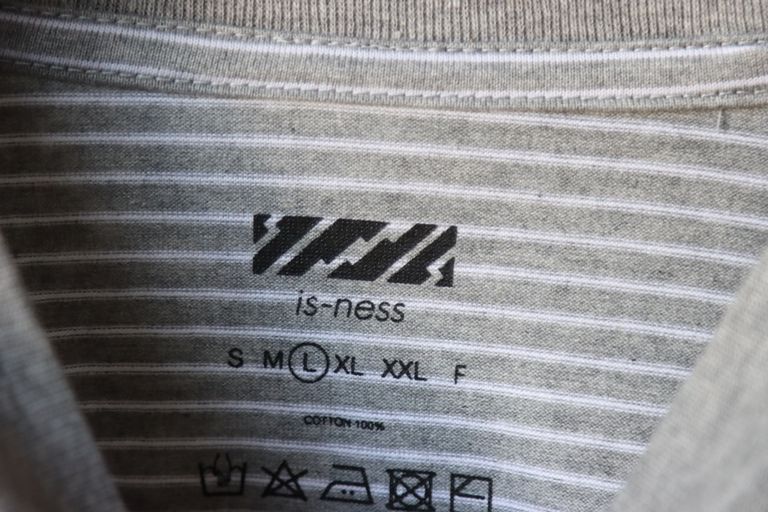 is-ness
S M L XL XXL F
COTTON 100%